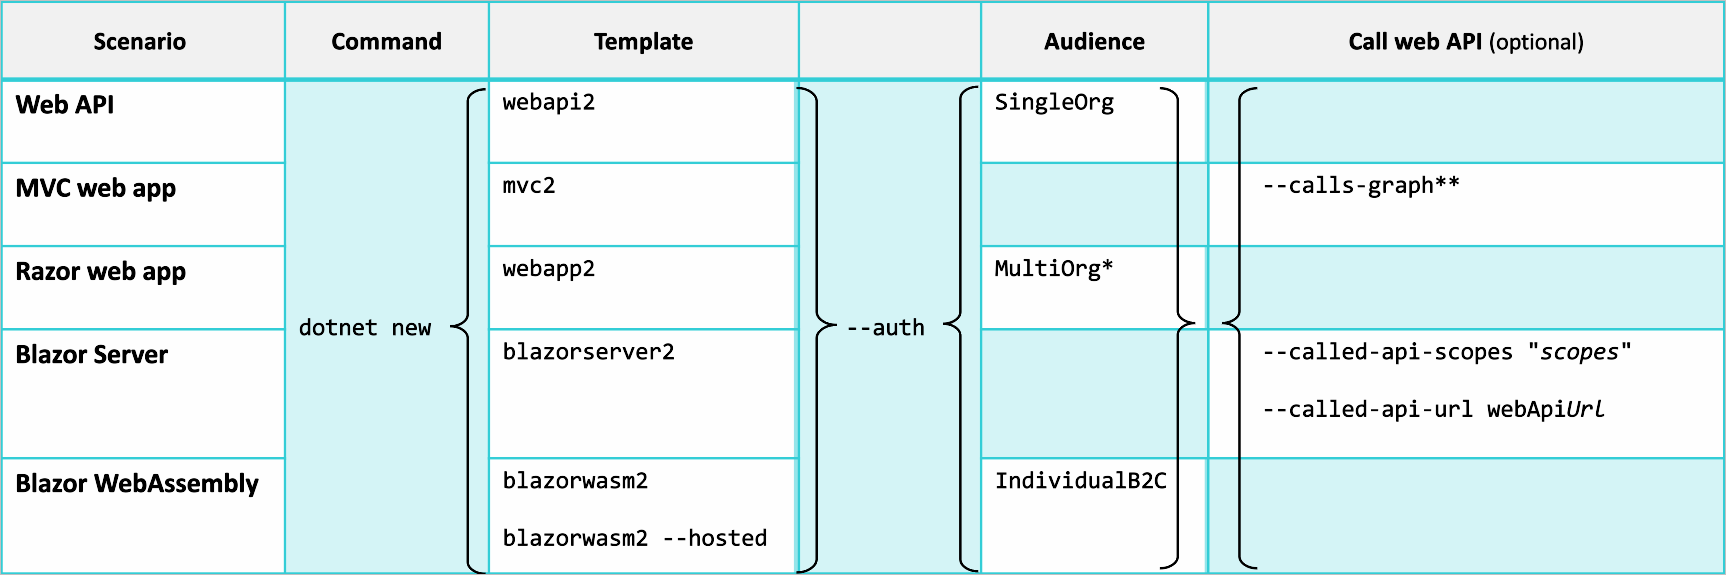 Scenario Command Template Audience Call web API (optional)
Web API webapi2 SingleOrg
MVC web app mvc2 --calls-graph**
Razor web app webapp2 MultiOrg*
dotnet new --auth
Blazor Server blazorserver2 --called-api-scopes "scopes"
--called-api-url webApiUrl
Blazor WebAssembly blazorwasm2 IndividualB2C
blazorwasm2 --hosted